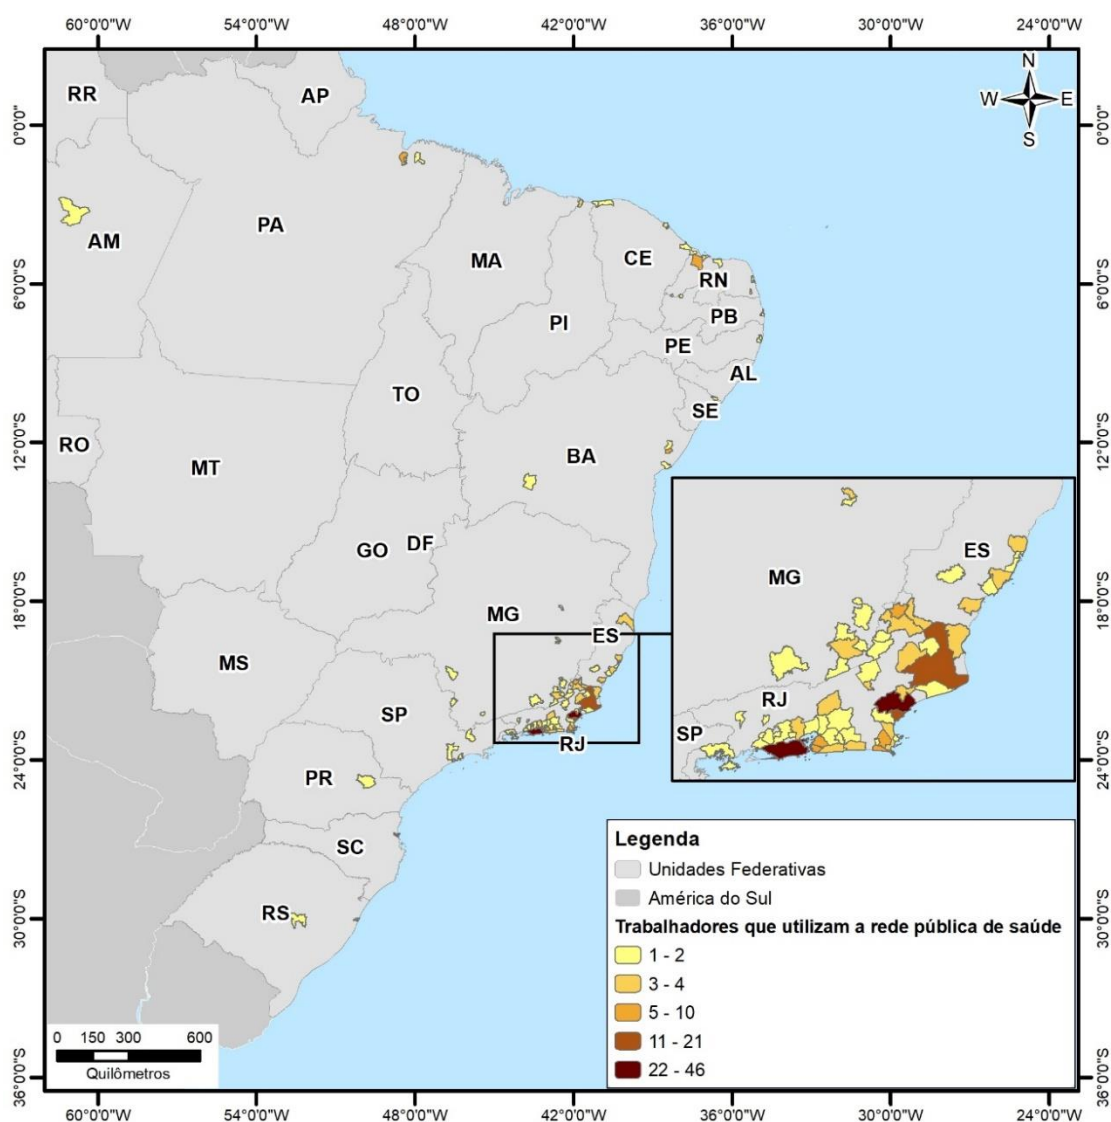 60°0'0"W 54°0'0"W 48°0'0"W 42°0'0"W 36°0'0"W 30°0'0"W 24°0'0"W
N
W E
S
0°0'0" 0°0'0"
RR
AP
PA
AM
MA
CE
RN
6°0'0"S 6°0'0"S
PB
PI
PE
AL
TO
SE
12°0'0"S 12°0'0"S
RO
MT
BA
GO
DF
18°0'0"S 18°0'0"S
MG
ES
MS
SP
RJ
24°0'0"S 24°0'0"S
PR
SC
RS
30°0'0"S 30°0'0"S
36°0'0"S 36°0'0"S
ES
MG
RJ
SP
Legenda
Unidades Federativas
América do Sul
Trabalhadores que utilizam a rede pública de saúde
1 - 2
3 - 4
5 - 10
11 - 21
22 - 46
0 150 300 600
Quilômetros
60°0'0"W 54°0'0"W 48°0'0"W 42°0'0"W 36°0'0"W 30°0'0"W 24°0'0"W